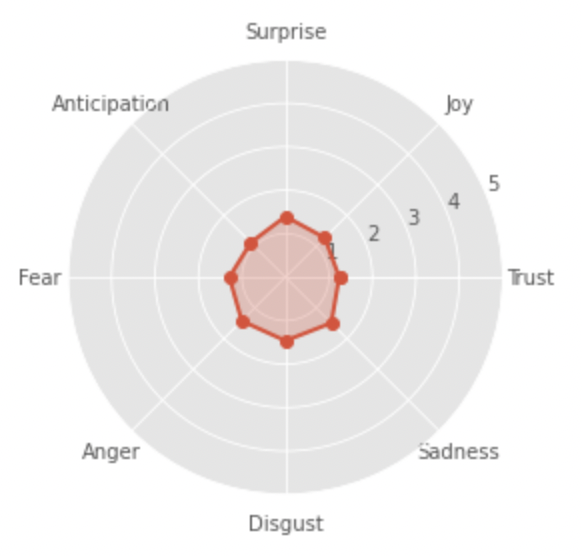 Surprise
Anticipation
Joy
5
4
3
2
1
Fear
Trust
Anger
Sadness
Disgust